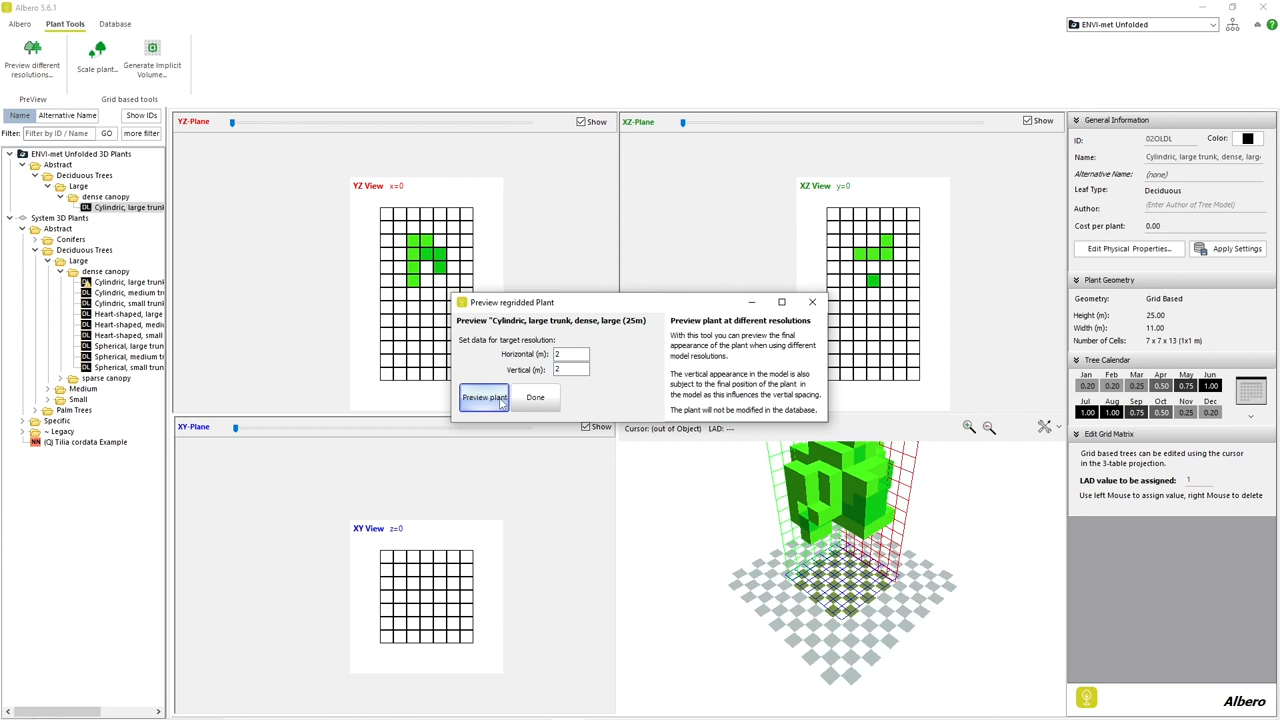 Albero 5.6.1
Albero Plant Tools Database
ENVI-met Unfolded
Preview different
resolutions...
Scale plant...
Generate Implicit
Volume...
PreView
Grid based tools
Name Alternative Name Show IDs
Filter: Filter by ID / Name GO more filter
ENVI-met Unfolded 3D Plants
Abstract
Deciduous Trees
Large
dense canopy
DL Cylindric, large trunk
System 3D Plants
Abstract
Conifers
Deciduous Trees
Large
dense canopy
DL Cylindric, large trunk
DL Cylindric, medium tr
DL Cylindric, small trunk
DL Heart-shaped, large
DL Heart-shaped, medi
DL Heart-shaped, small
DL Spherical, large trunk
DL Spherical, medium t
DL Spherical, small trun
sparse canopy
Medium
Small
Palm Trees
Specific
~ Legacy
NN (Q) Tilia cordata Example
YZ-Plane
Show
YZ View x=0
XZ-Plane
Show
XZ View y=0
XY-Plane
Show
XY View z=0
Cursor: (out of Object) LAD: ---
Preview regridded Plant
Preview "Cylindric, large trunk, dense, large (25m)
Set data for target resolution:
Horizontal (m): 2
Vertical (m): 2
Preview plant
Done
Preview plant at different resolutions
With this tool you can preview the final
appearance of the plant when using different
model resolutions.
The vertical appearance in the model is also
subject to the final position of the plant in
the model as this influences the vertial spacing.
The plant will not be modified in the database.
General Information
ID: 02OLDL Color:
Name: Cylindric, large trunk, dense, larg
Alternative Name: (none)
Leaf Type: Deciduous
Author: (Enter Author of Tree Model)
Cost per plant: 0.00
Edit Physical Properties... Apply Settings
Plant Geometry
Geometry: Grid Based
Height (m): 25.00
Width (m): 11.00
Number of Cells: 7 x 7 x 13 (1x1 m)
Tree Calendar
Jan Feb Mar Apr May Jun
0.20 0.20 0.25 0.50 0.75 1.00
Jul Aug Sep Oct Nov Dec
1.00 1.00 0.75 0.50 0.25 0.20
Edit Grid Matrix
Grid based trees can be edited using the cursor
in the 3-table projection.
LAD value to be assigned: 1
Use left Mouse to assign value, right Mouse to delete
Albero